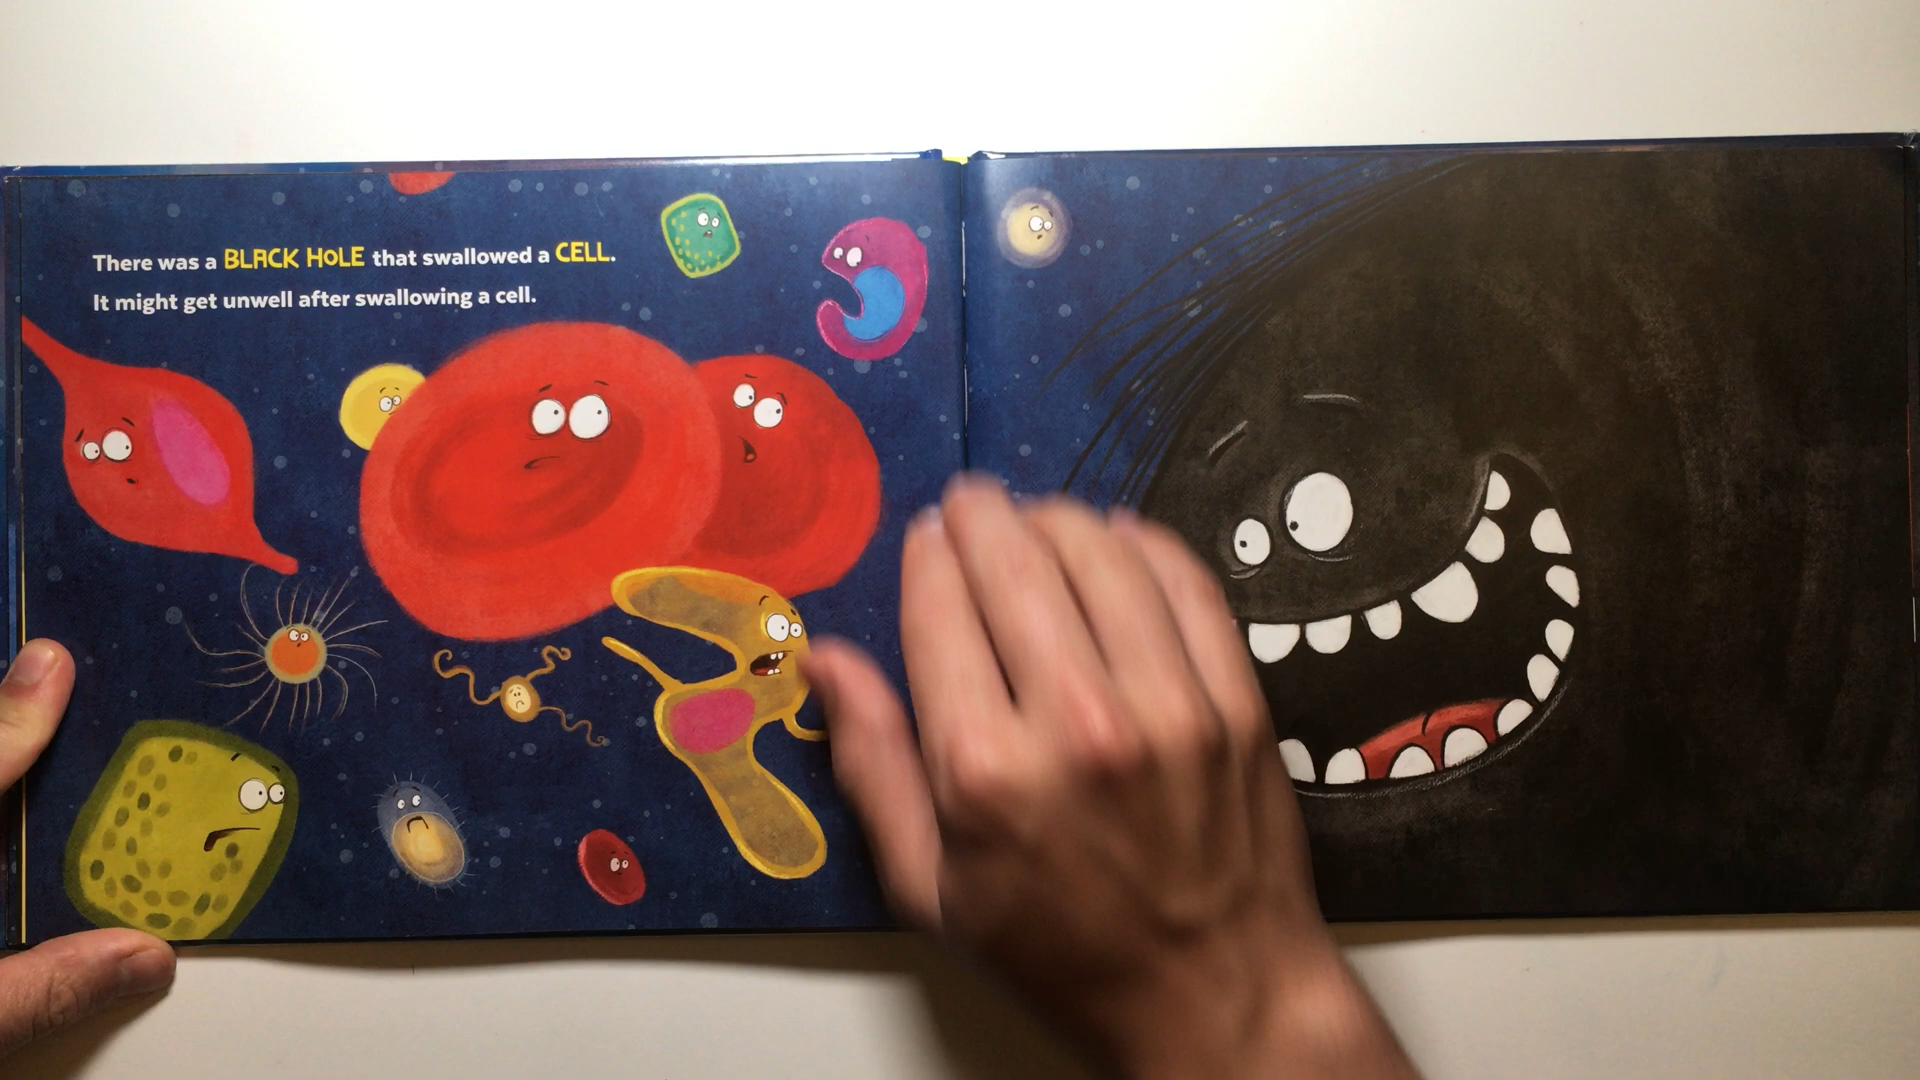 There was a BLACK HOLE that swallowed a CELL.
It might get unwell after swallowing a cell.